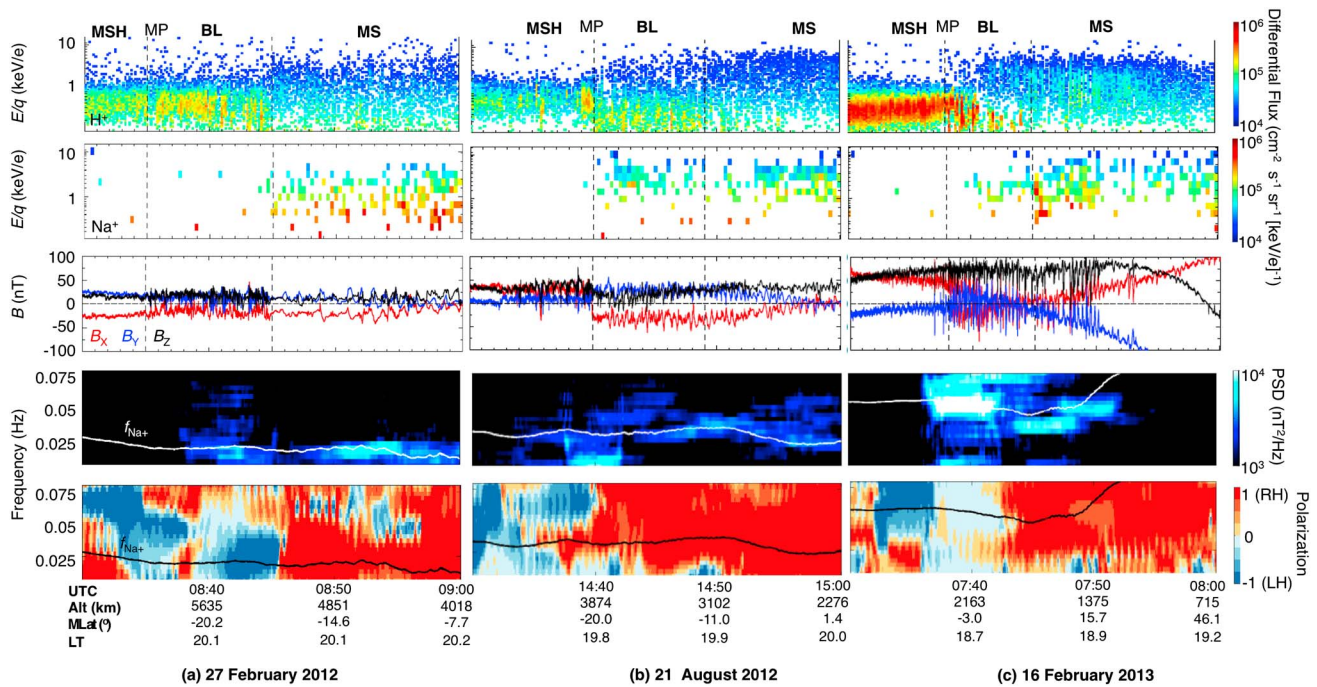 MSH MP BL MS MSH MP BL MS MSH MP BL MS
E/q (keV/e) 10 1 H+
10⁶ 10⁵ 10⁴ Differential Flux (cm⁻² s⁻¹ sr⁻¹ [keV/e]⁻¹)
E/q (keV/e) 10 1 Na+
10⁶ 10⁵ 10⁴
B (nT) 100 50 0 -50 -100
BX BY BZ
Frequency (Hz)
0.075 0.05 0.025 fNa+
10⁴ 10³ PSD (nT²/Hz)
0.075 0.05 0.025 fNa+
1 (RH) 0 -1 (LH) Polarization
UTC 08:40 08:50 09:00 14:40 14:50 15:00 07:40 07:50 08:00
Alt (km) 5635 4851 4018 3874 3102 2276 2163 1375 715
MLat (º) -20.2 -14.6 -7.7 -20.0 -11.0 1.4 -3.0 15.7 46.1
LT 20.1 20.1 20.2 19.8 19.9 20.0 18.7 18.9 19.2
(a) 27 February 2012 (b) 21 August 2012 (c) 16 February 2013